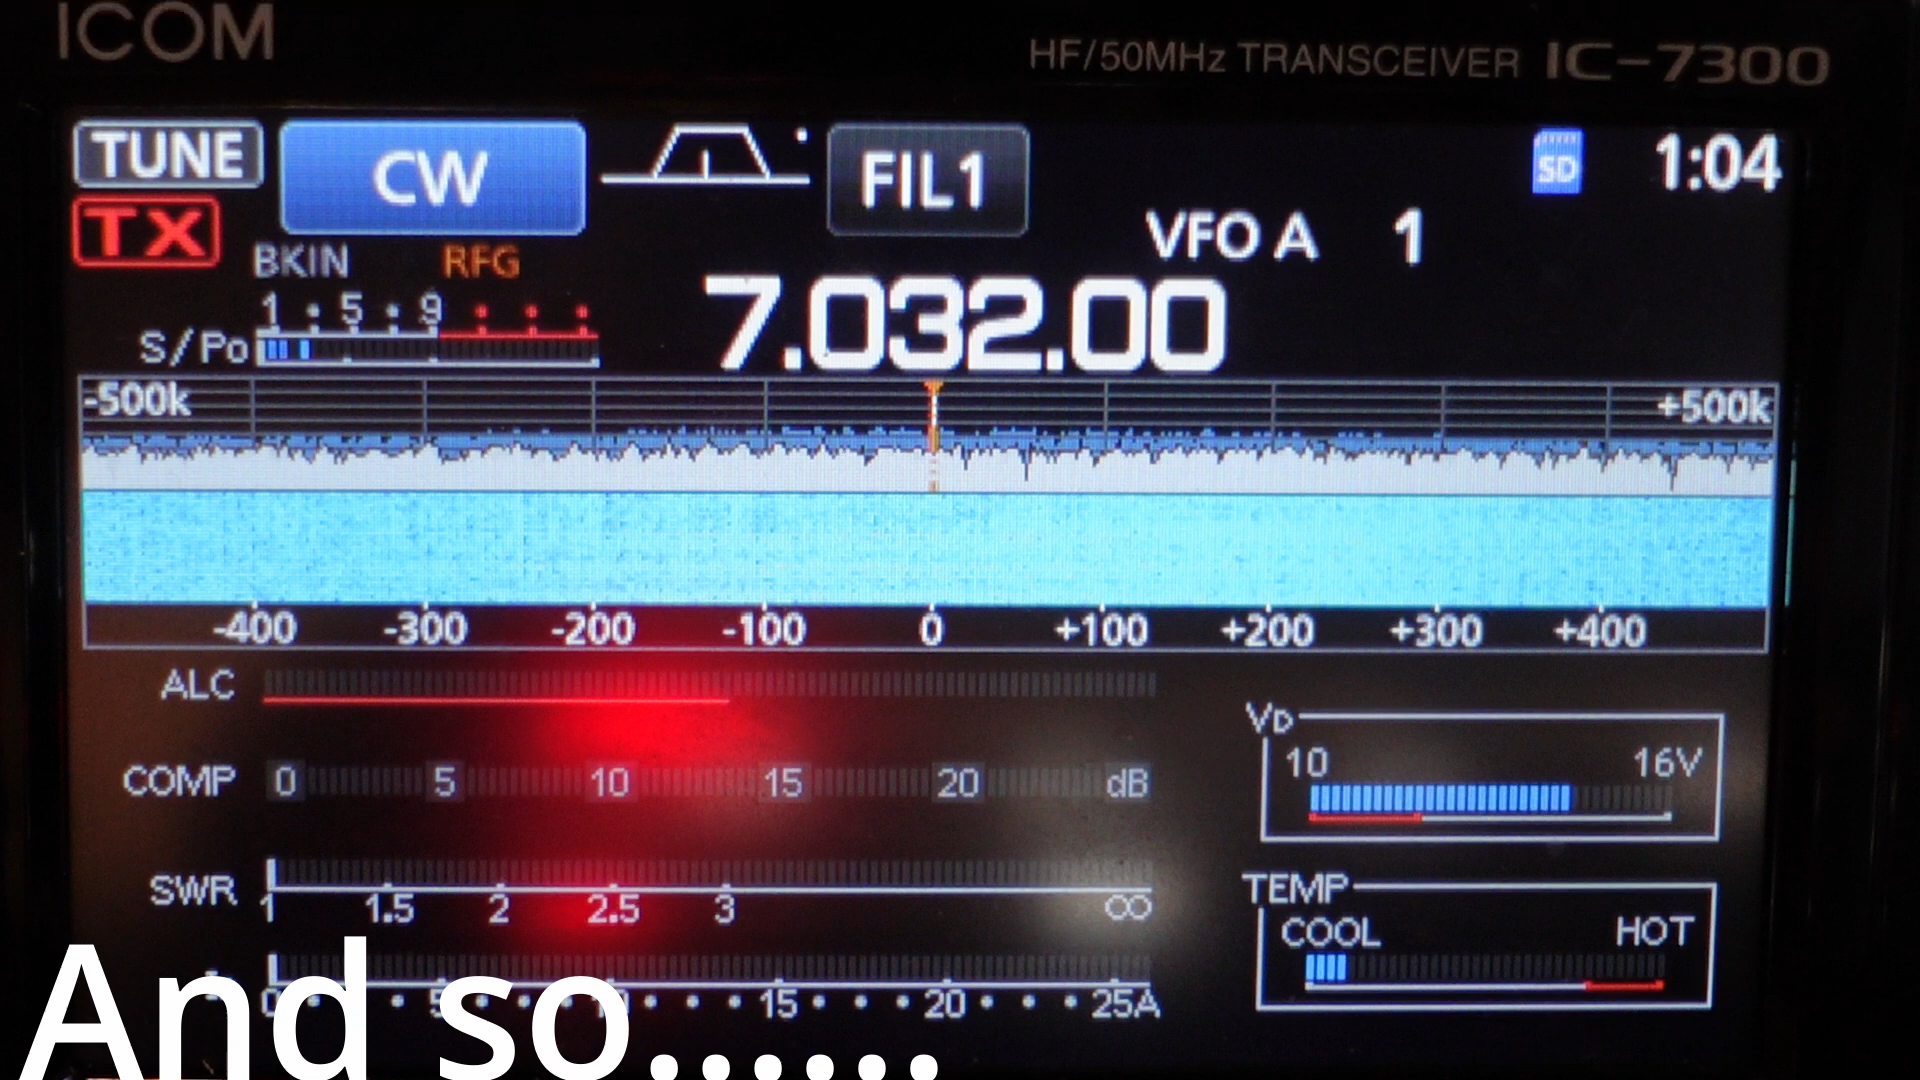 ICOM
HF/50MHz TRANSCEIVER IC-7300
TUNE CW FIL1 SD 1:04
TX BKIN RFG VFO A 1
1 • 5 • 9 • • •
S/Po 7.032.00
-500k +500k
-400 -300 -200 -100 0 +100 +200 +300 +400
ALC
COMP 0 5 10 15 20 dB
SWR 1 1.5 2 2.5 3 ∞
VD
10 16V
TEMP
COOL HOT
15 • • • 20 • • • 25A
And so......